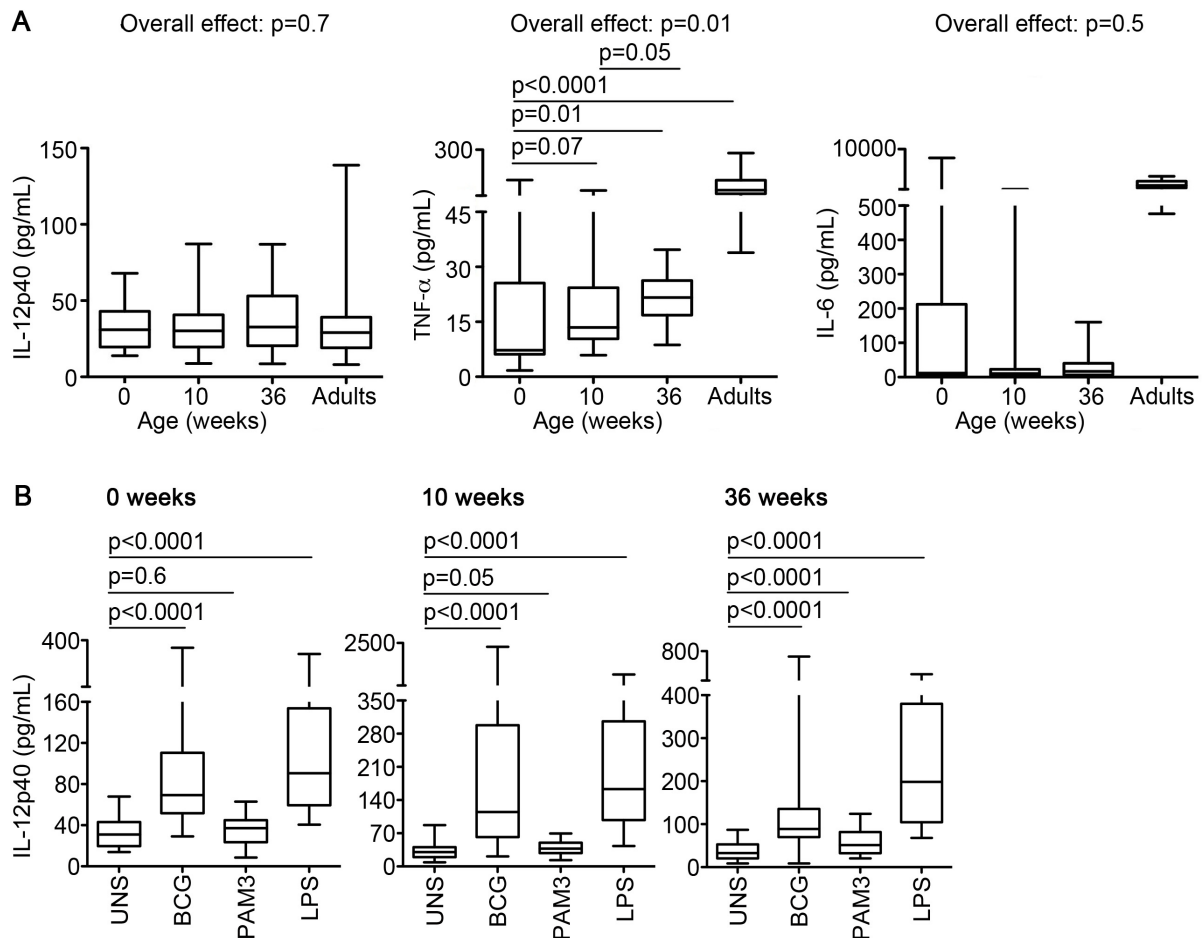 A
Overall effect: p=0.7
Overall effect: p=0.01
Overall effect: p=0.5
p=0.05
p<0.0001
p=0.01
p=0.07
IL-12p40 (pg/mL)
150
100
50
0
0 10 36 Adults
Age (weeks)
TNF-α (pg/mL)
300
45
30
15
0
0 10 36 Adults
Age (weeks)
IL-6 (pg/mL)
10000
500
400
300
200
100
0
0 10 36 Adults
Age (weeks)
B
0 weeks
p<0.0001
p=0.6
p<0.0001
IL-12p40 (pg/mL)
400
160
120
80
40
0
UNS
BCG
PAM3
LPS
10 weeks
p<0.0001
p=0.05
p<0.0001
2500
350
280
210
140
70
0
UNS
BCG
PAM3
LPS
36 weeks
p<0.0001
p<0.0001
p<0.0001
800
400
300
200
100
0
UNS
BCG
PAM3
LPS